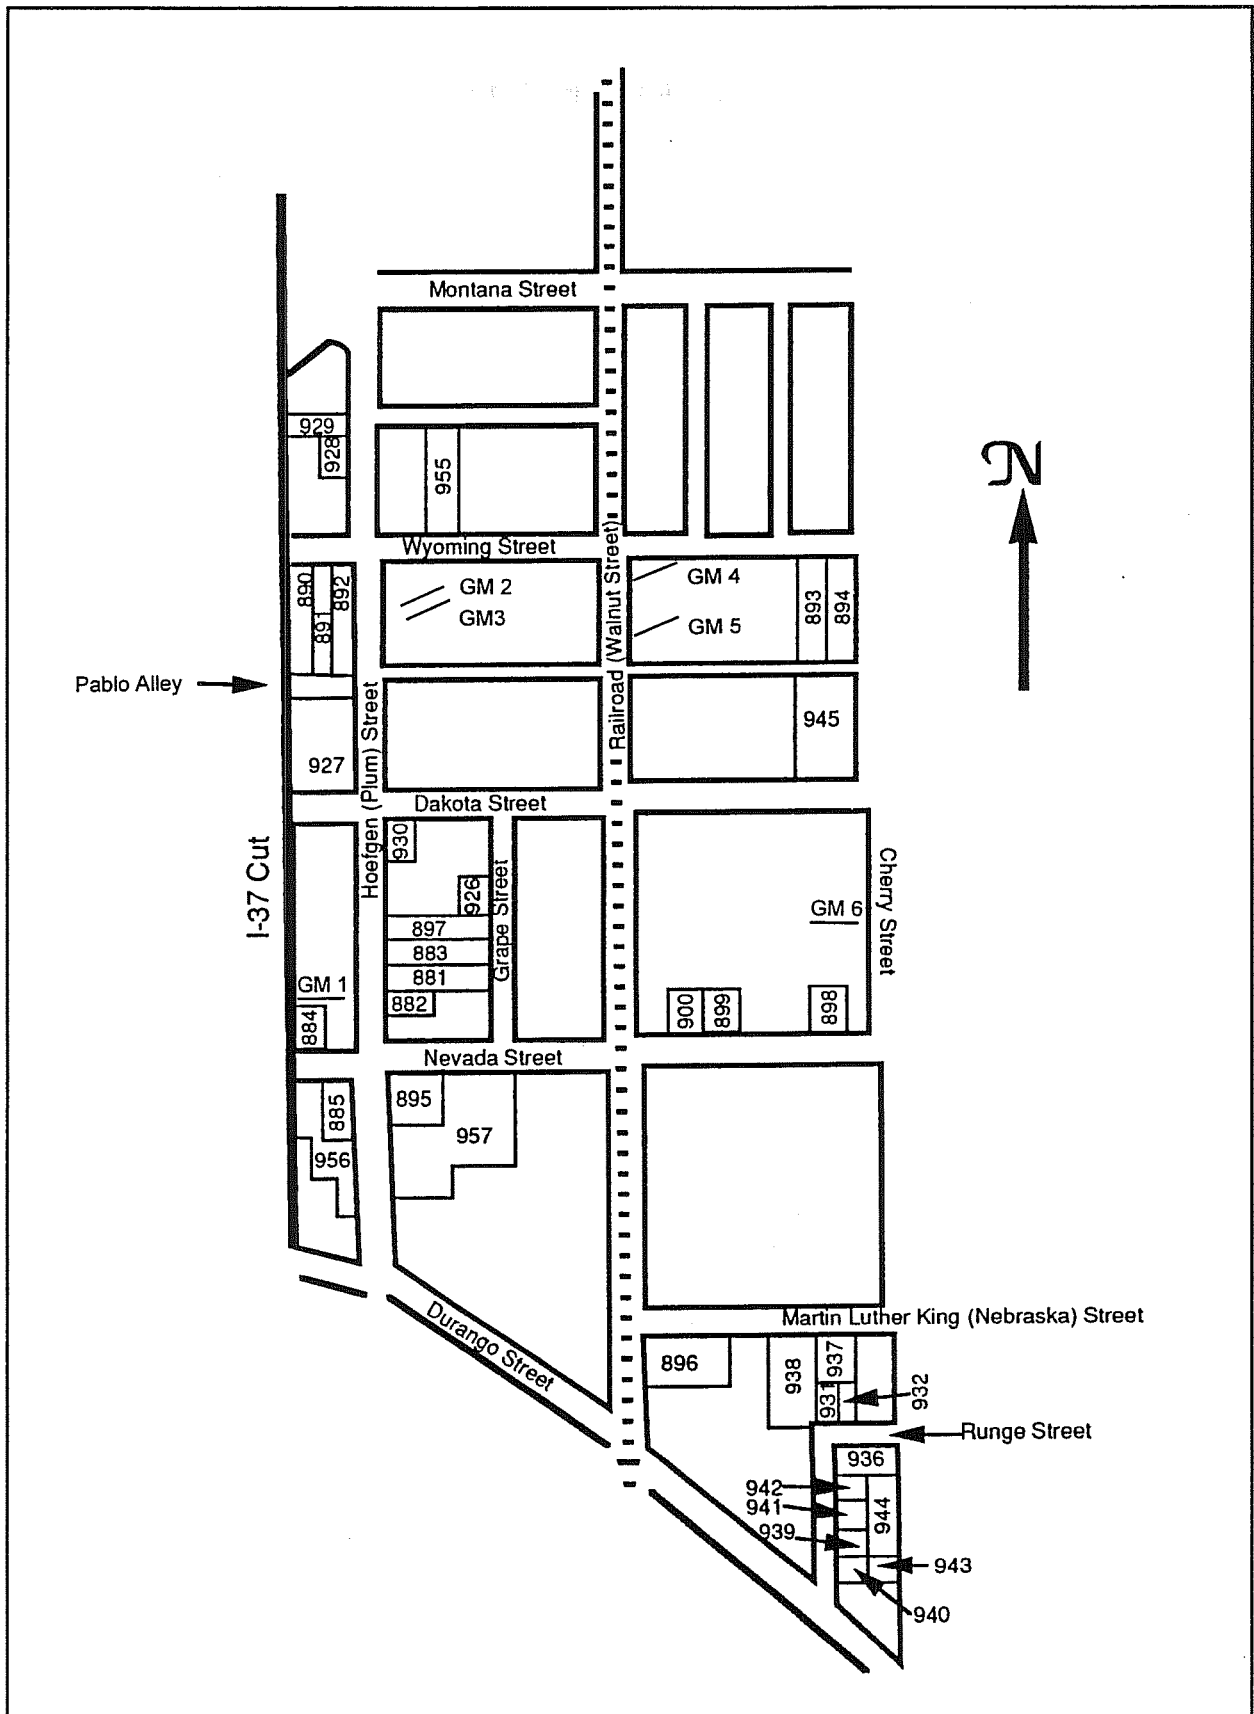 Montana Street
929
928
955
N
Wyoming Street
890
891
892
GM 2
GM3
Railroad (Walnut Street)
GM 4
GM 5
893
894
Pablo Alley
927
Hoefgen (Plum) Street
945
Dakota Street
I-37 Cut
930
926
897
883
881
882
Grape Street
Cherry Street
GM 6
GM 1
884
900
899
898
Nevada Street
885
956
895
957
Durango Street
Martin Luther King (Nebraska) Street
896
938
937
931
932
Runge Street
936
942
941
939
944
943
940